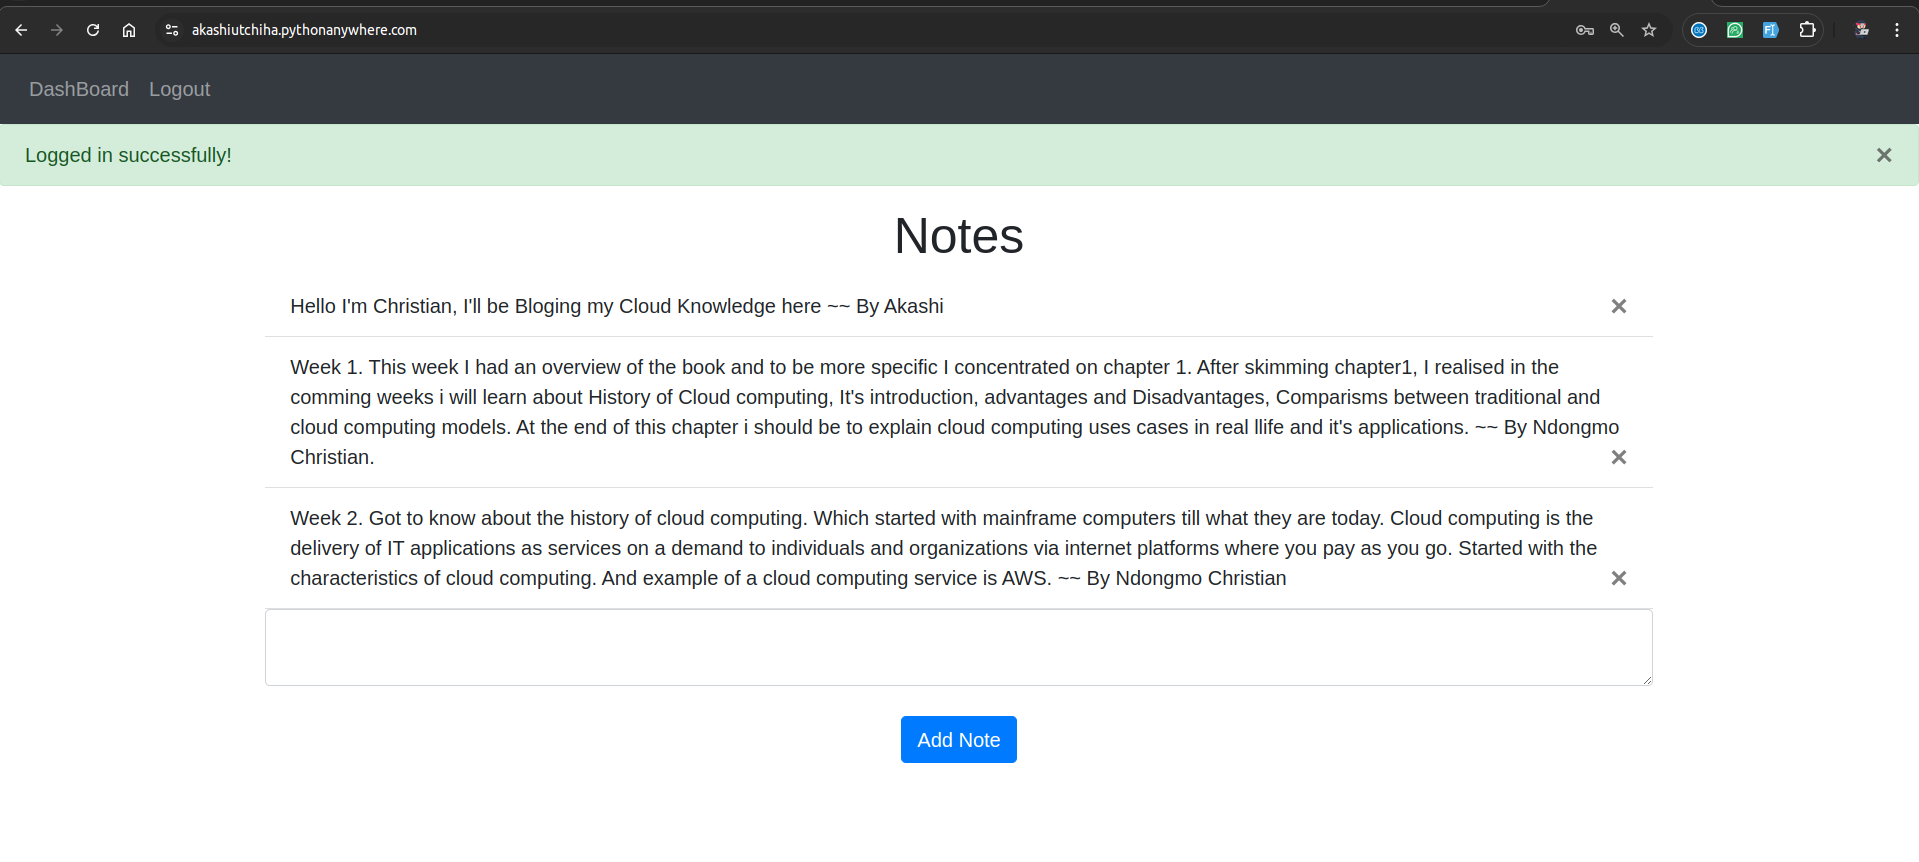 akashiutchiha.pythonanywhere.com
DashBoard Logout
Logged in successfully!
Notes
Hello I'm Christian, I'll be Bloging my Cloud Knowledge here ~~ By Akashi
Week 1. This week I had an overview of the book and to be more specific I concentrated on chapter 1. After skimming chapter1, I realised in the
comming weeks i will learn about History of Cloud computing, It's introduction, advantages and Disadvantages, Comparisms between traditional and
cloud computing models. At the end of this chapter i should be to explain cloud computing uses cases in real llife and it's applications. ~~ By Ndongmo
Christian.
Week 2. Got to know about the history of cloud computing. Which started with mainframe computers till what they are today. Cloud computing is the
delivery of IT applications as services on a demand to individuals and organizations via internet platforms where you pay as you go. Started with the
characteristics of cloud computing. And example of a cloud computing service is AWS. ~~ By Ndongmo Christian
Add Note